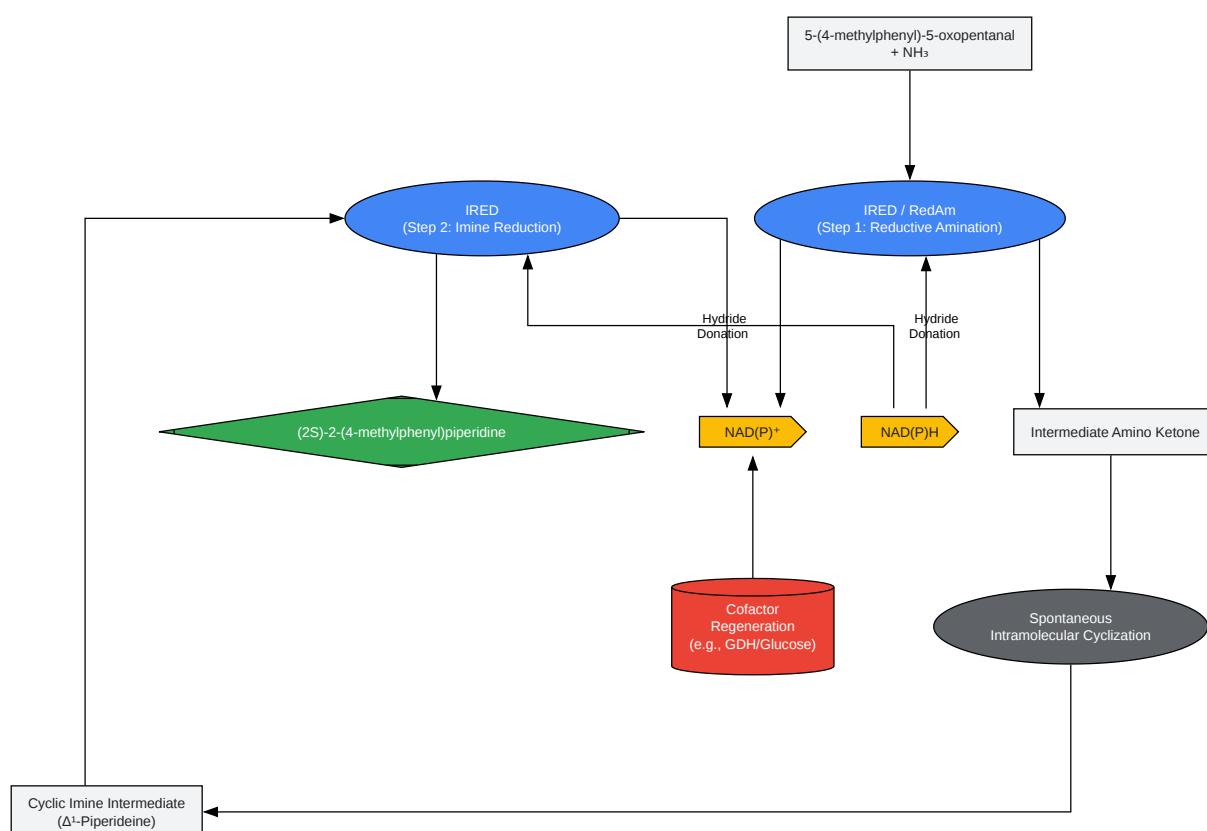 5-(4-methylphenyl)-5-oxopentanal
+ NH₃
IRED
(Step 2: Imine Reduction)
IRED / RedAm
(Step 1: Reductive Amination)
Hydride
Donation
Hydride
Donation
(2S)-2-(4-methylphenyl)piperidine
NAD(P)⁺
NAD(P)H
Intermediate Amino Ketone
Cofactor
Regeneration
(e.g., GDH/Glucose)
Spontaneous
Intramolecular Cyclization
Cyclic Imine Intermediate
(Δ¹-Piperideine)